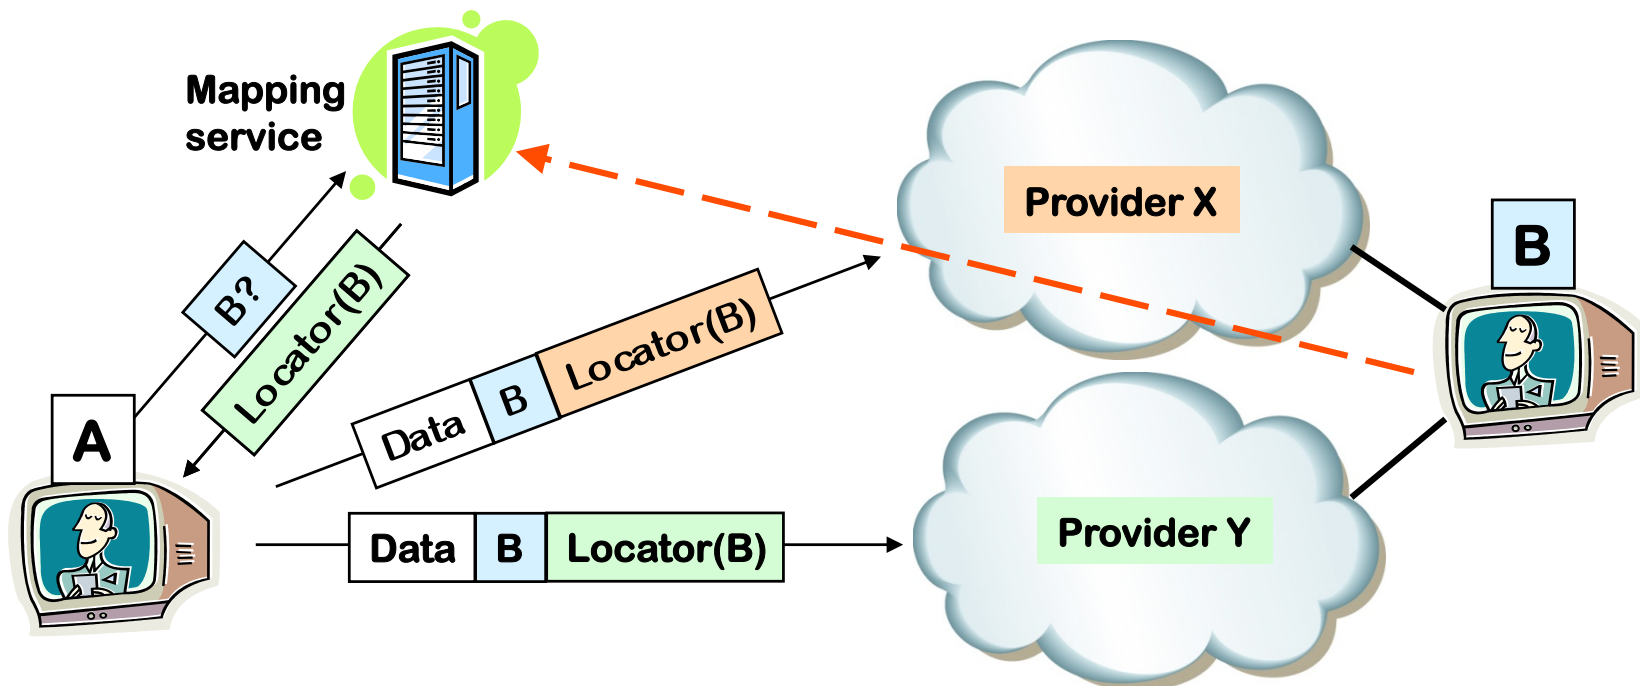 Mapping
service
Provider X
B
B?
Locator(B)
Data B Locator(B)
A
Data B Locator(B)
Provider Y